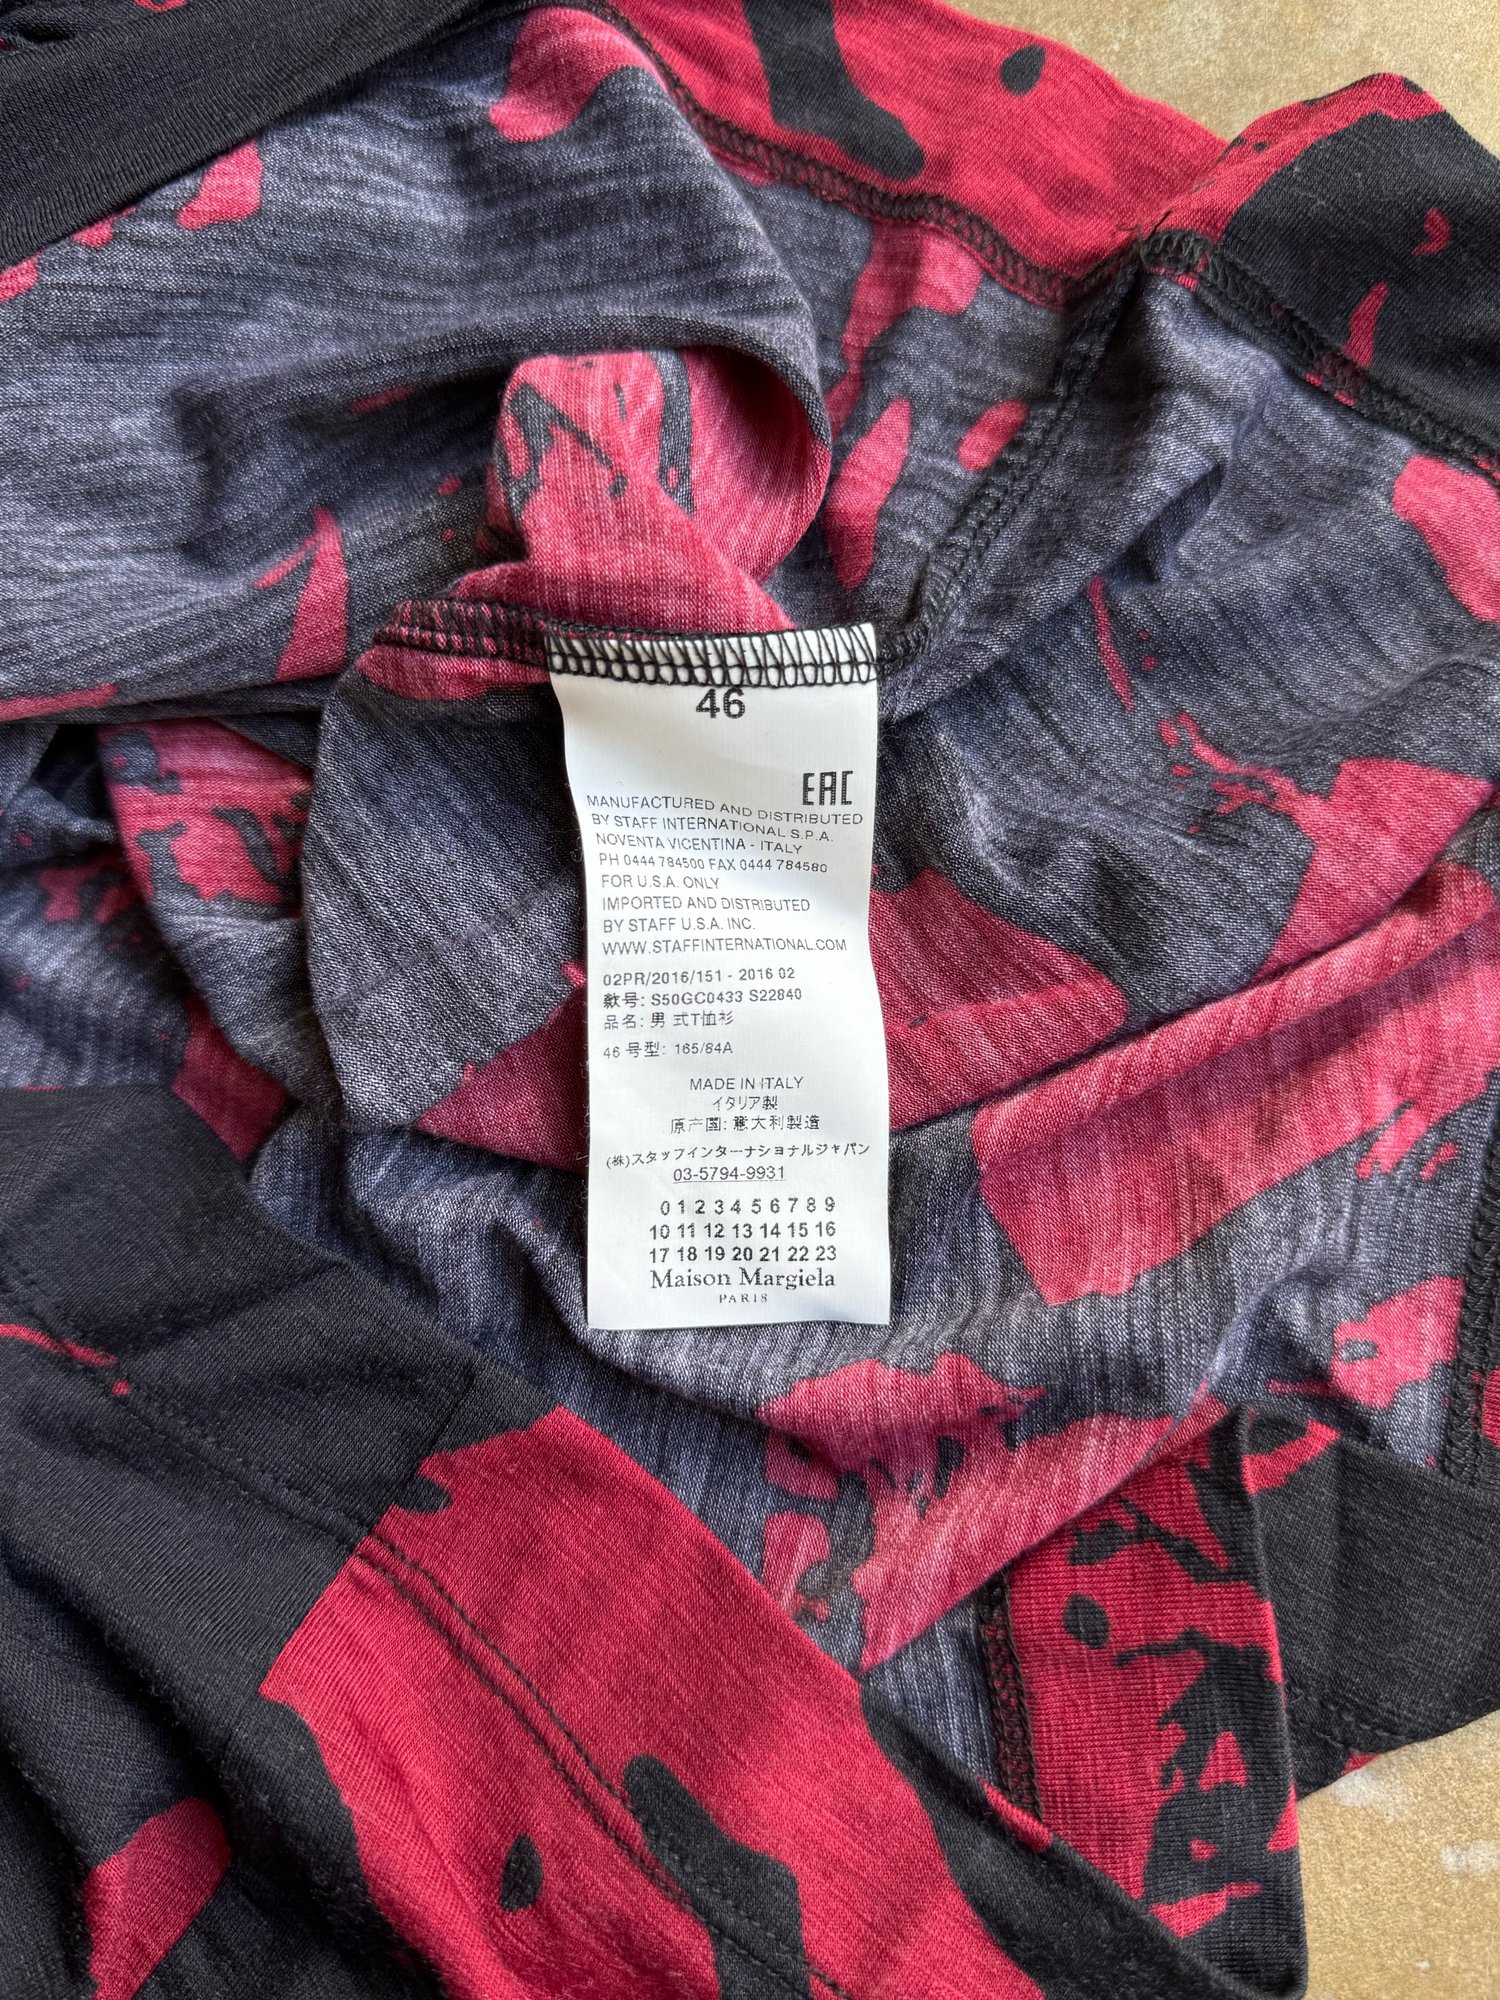 46
EAC
MANUFACTURED AND DISTRIBUTED
BY STAFF INTERNATIONAL S.P.A.
NOVENTA VICENTINA - ITALY
PH 0444 784500 FAX 0444 784580
FOR U.S.A. ONLY
IMPORTED AND DISTRIBUTED
BY STAFF U.S.A. INC.
WWW.STAFFINTERNATIONAL.COM
02PR/2016/151 - 2016 02
款号: S50GC0433 S22840
品名: 男 式T恤衫
46 号型: 165/84A
MADE IN ITALY
イタリア製
原产国: 意大利製造
(株)スタッフインターナショナルジャパン
03-5794-9931
0 1 2 3 4 5 6 7 8 9
10 11 12 13 14 15 16
17 18 19 20 21 22 23
Maison Margiela
PARIS